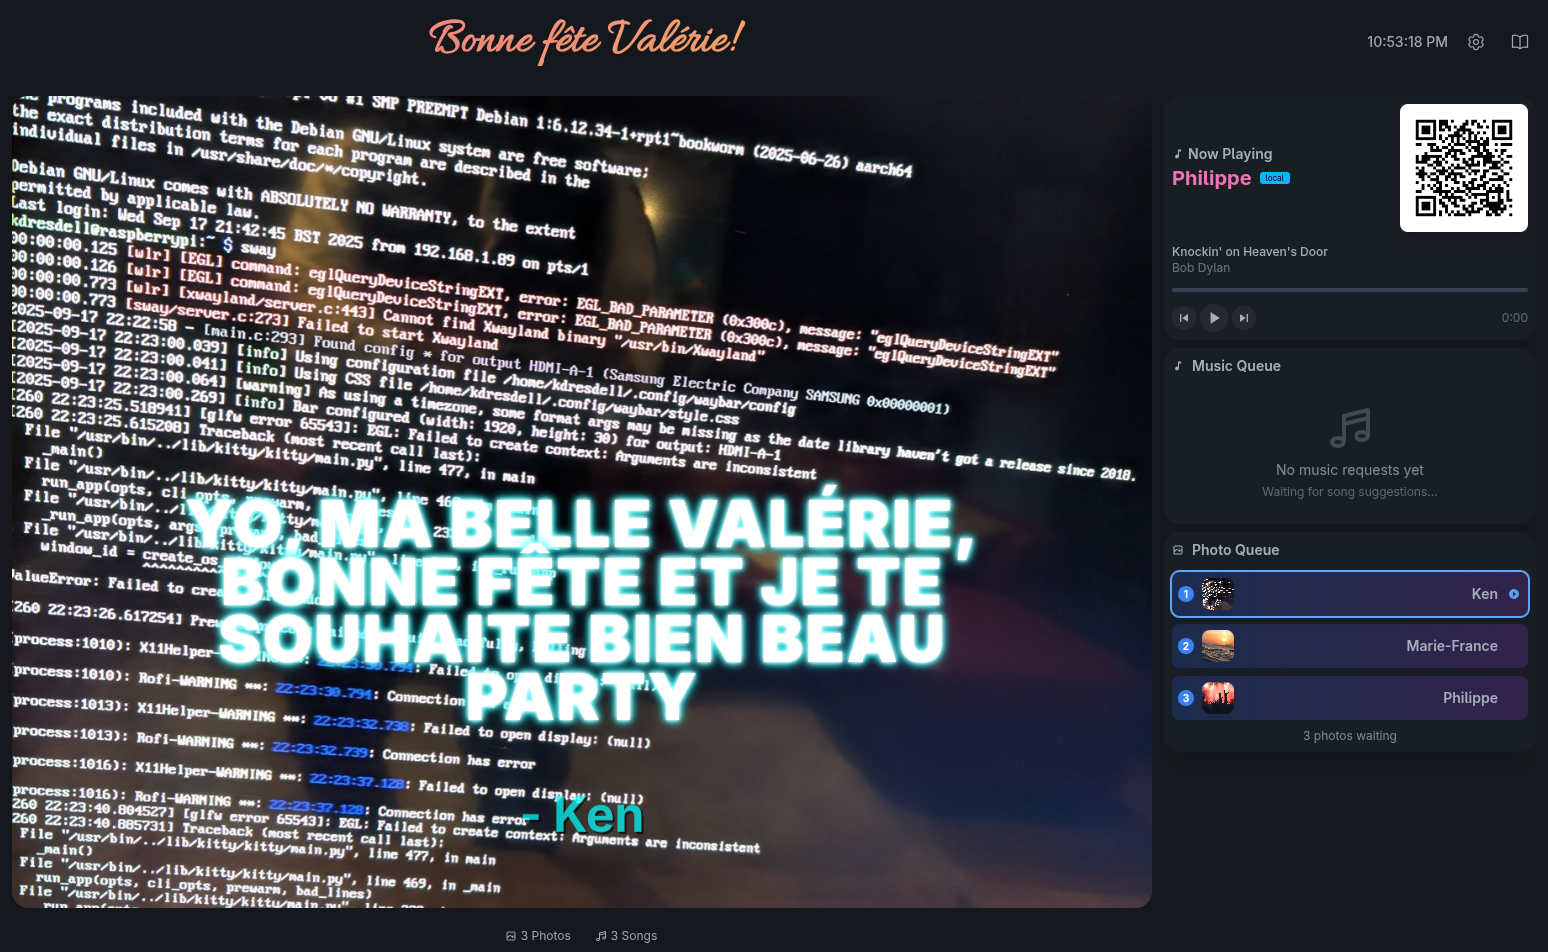 Bonne fête Valérie!
10:53:18 PM
#1 SMP PREEMPT Debian 1:6.12.34-1+rpt1~bookworm (2025-06-26) aarch64
programs included with the Debian GNU/Linux system are free software;
the exact distribution terms for each program are described in the
individual files in /usr/share/doc/*/copyright.
Debian GNU/Linux comes with ABSOLUTELY NO WARRANTY, to the extent
permitted by applicable law.
Last login: Wed Sep 17 21:42:45 BST 2025 from 192.168.1.89 on pts/1
kdresdell@raspberrypi:~ $ sway
00:00:00.125 [wlr] [EGL] command: eglQueryDeviceStringEXT, error: EGL_BAD_PARAMETER (0x300c), message: "eglQueryDeviceStringEXT"
00:00:00.126 [wlr] [EGL] command: eglQueryDeviceStringEXT, error: EGL_BAD_PARAMETER (0x300c), message: "eglQueryDeviceStringEXT"
00:00:00.773 [wlr] [xwayland/server.c:443] Cannot find Xwayland binary "/usr/bin/Xwayland"
00:00:00.773 [sway/server.c:273] Failed to start Xwayland
2025-09-17 22:22:58 - [main.c:293] Found config * for output HDMI-A-1 (Samsung Electric Company SAMSUNG 0x00000001)
[2025-09-17 22:23:00.039] [info] Using configuration file /home/kdresdell/.config/waybar/config
[2025-09-17 22:23:00.041] [info] Using CSS file /home/kdresdell/.config/waybar/style.css
[2025-09-17 22:23:00.064] [warning] As using a timezone, some format args may be missing as the date library haven't got a release since 2018.
[2025-09-17 22:23:00.269] [info] Bar configured (width: 1920, height: 30) for output: HDMI-A-1
[260 22:23:25.518941] [glfw error 65543]: EGL: Failed to create context: Arguments are inconsistent
[260 22:23:25.615208] Traceback (most recent call last):
File "/usr/bin/../lib/kitty/kitty/main.py", line 477, in main
_main()
File "/usr/bin/../lib/kitty/kitty/main.py", line
run_app(opts, cli_opts, prewarm,
File "/usr/bin/../lib/kitty/kitty/main.py",
_run_app(opts, args,
File "/usr/bin/../lib/kitty/kitty/main.py",
window_id = create_os_
ValueError: Failed to
YO, MA BELLE VALÉRIE,
BONNE FÊTE ET JE TE
SOUHAITE BIEN BEAU
PARTY
[260 22:23:26.617254]
(process:1010): X11Helper-WARNING **: 22:23:30.794: Failed to open display: (null)
(process:1010): Rofi-WARNING **: 22:23:30.794: Connection
(process:1013): X11Helper-WARNING **: 22:23:32.738: Failed to open display: (null)
(process:1013): Rofi-WARNING **: 22:23:32.739: Connection has error
(process:1016): X11Helper-WARNING **: 22:23:37.128: Failed to open display: (null)
(process:1016): Rofi-WARNING **: 22:23:37.128: Connection has error
- Ken
260 22:23:40.804527] [glfw error 65543]: EGL: Failed to create context: Arguments are inconsistent
260 22:23:40.885731] Traceback (most recent call last):
File "/usr/bin/../lib/kitty/kitty/main.py", line 477, in main
_main()
File "/usr/bin/../lib/kitty/kitty/main.py", line 469, in _main
run_app(opts, cli_opts, prewarm, bad_lines)
File "/usr/bin/../lib/kitty/kitty/main.py", line
3 Photos
3 Songs
Now Playing
Philippe
local
Knockin' on Heaven's Door
Bob Dylan
0:00
Music Queue
No music requests yet
Waiting for song suggestions...
Photo Queue
1 Ken
2 Marie-France
3 Philippe
3 photos waiting